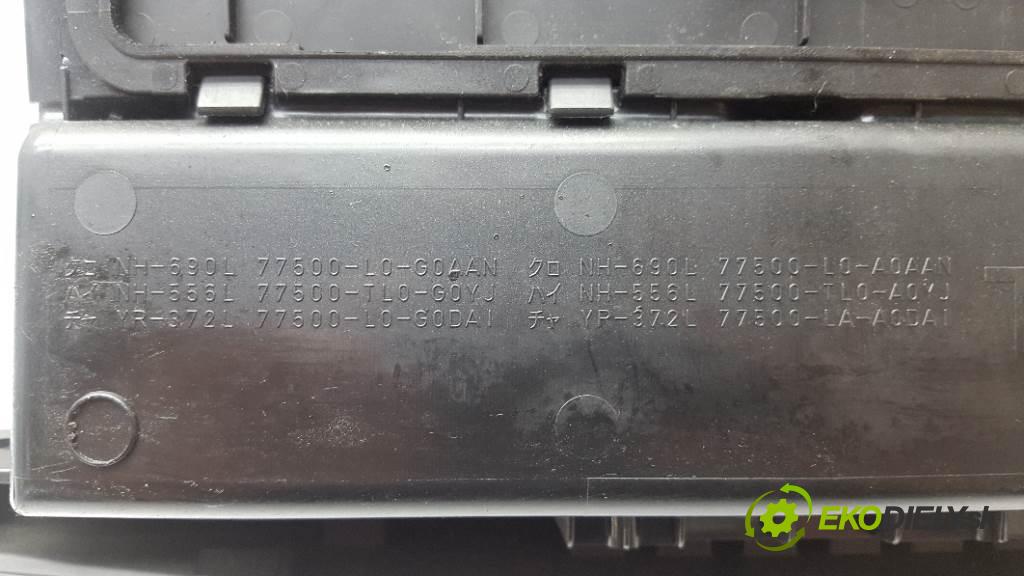 クロ NH-690L 77500-L0-G0AAN クロ NH-690L 77500-L0-A0AAN
ハイ NH-556L 77500-TL0-G0YJ ハイ NH-556L 77500-TL0-A0YJ
チャ YR-372L 77500-L0-G0DAI チャ YR-372L 77500-LA-A0DAI
EKODIELY.sk